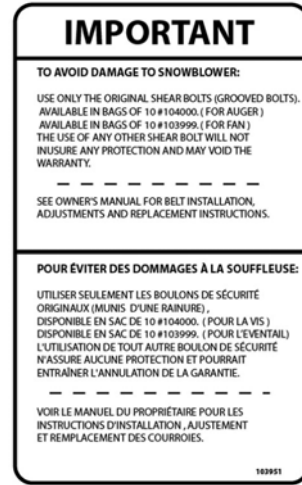 IMPORTANT
TO AVOID DAMAGE TO SNOWBLOWER:
USE ONLY THE ORIGINAL SHEAR BOLTS (GROOVED BOLTS).
AVAILABLE IN BAGS OF 10 #104000. ( FOR AUGER )
AVAILABLE IN BAGS OF 10 #103999. ( FOR FAN )
THE USE OF ANY OTHER SHEAR BOLT WILL NOT
INUSURE ANY PROTECTION AND MAY VOID THE
WARRANTY.
SEE OWNER'S MANUAL FOR BELT INSTALLATION,
ADJUSTMENTS AND REPLACEMENT INSTRUCTIONS.
POUR ÉVITER DES DOMMAGES À LA SOUFFLEUSE:
UTILISER SEULEMENT LES BOULONS DE SÉCURITÉ
ORIGINAUX (MUNIS D'UNE RAINURE) ,
DISPONIBLE EN SAC DE 10 #104000. ( POUR LA VIS )
DISPONIBLE EN SAC DE 10 #103999. ( POUR L'EVENTAIL )
L'UTILISATION DE TOUT AUTRE BOULON DE SÉCURITÉ
N'ASSURE AUCUNE PROTECTION ET POURRAIT
ENTRAÎNER L'ANNULATION DE LA GARANTIE.
VOIR LE MANUEL DU PROPRIÉTAIRE POUR LES
INSTRUCTIONS D'INSTALLATION , AJUSTEMENT
ET REMPLACEMENT DES COURROIES.
103951